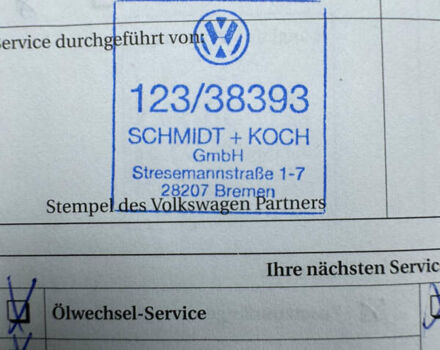 Service durchgeführt von:
VW
123/38393
SCHMIDT + KOCH
GmbH
Stresemannstraße 1-7
28207 Bremen
Stempel des Volkswagen Partners
Ihre nächsten Servic
Ölwechsel-Service